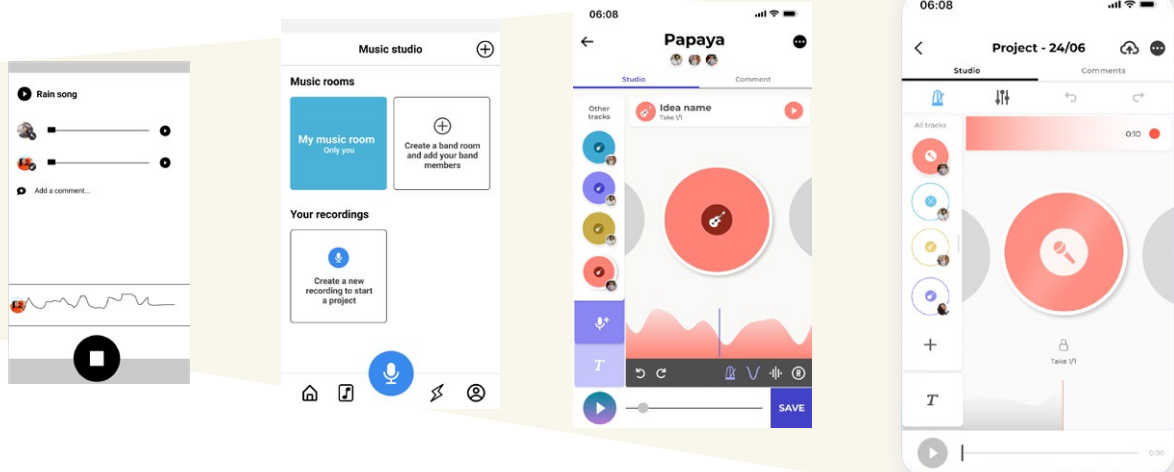 Rain song
Add a comment...
Music studio
Music rooms
My music room
Only you
Create a band room
and add your band
members
Your recordings
Create a new
recording to start
a project
06:08
Papaya
Studio
Comment
Other
tracks
Idea name
Take 1/1
T
R
SAVE
06:08
Project - 24/06
Studio
Comments
All tracks
0:10
Take 1/1
T
0:00